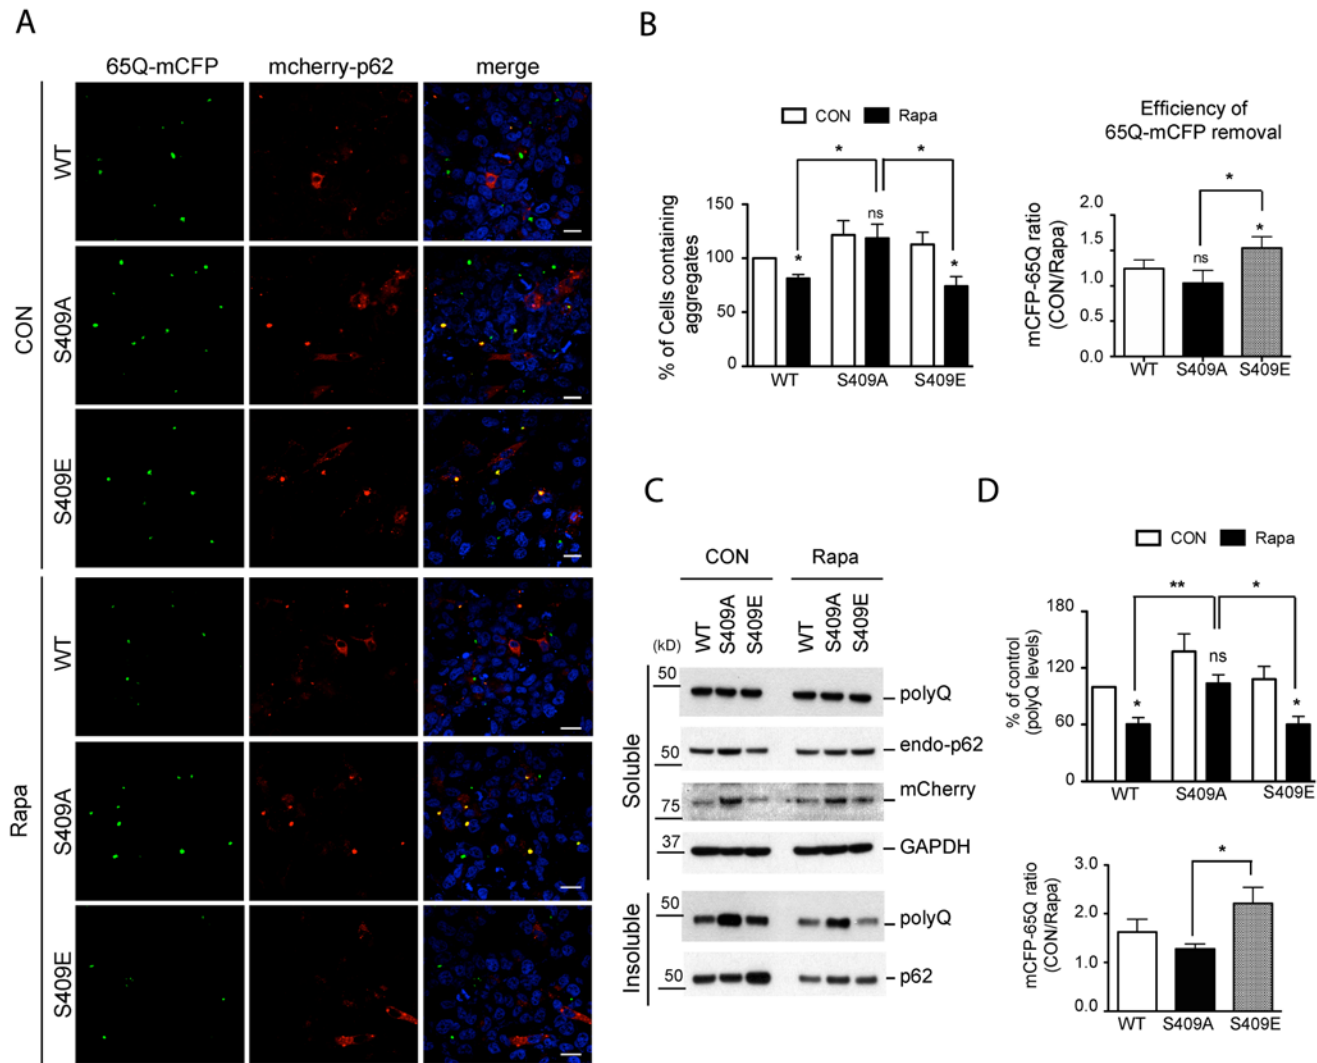 A
65Q-mCFP mcherry-p62 merge
CON
WT
S409A
S409E
Rapa
WT
S409A
S409E
B
CON Rapa
% of Cells containing
aggregates
150
100
50
0
* *
* ns *
WT S409A S409E
Efficiency of
65Q-mCFP removal
mCFP-65Q ratio
(CON/Rapa)
2.0
1.5
1.0
0.5
0.0
*
ns *
WT S409A S409E
C
CON Rapa
(kD) WT S409A S409E WT S409A S409E
Soluble
50 polyQ
50 endo-p62
75 mCherry
37 GAPDH
Insoluble
50 polyQ
50 p62
D
CON Rapa
% of control
(polyQ levels)
180
120
60
0
** *
* ns *
WT S409A S409E
mCFP-65Q ratio
(CON/Rapa)
3.0
2.0
1.0
0.0
*
WT S409A S409E